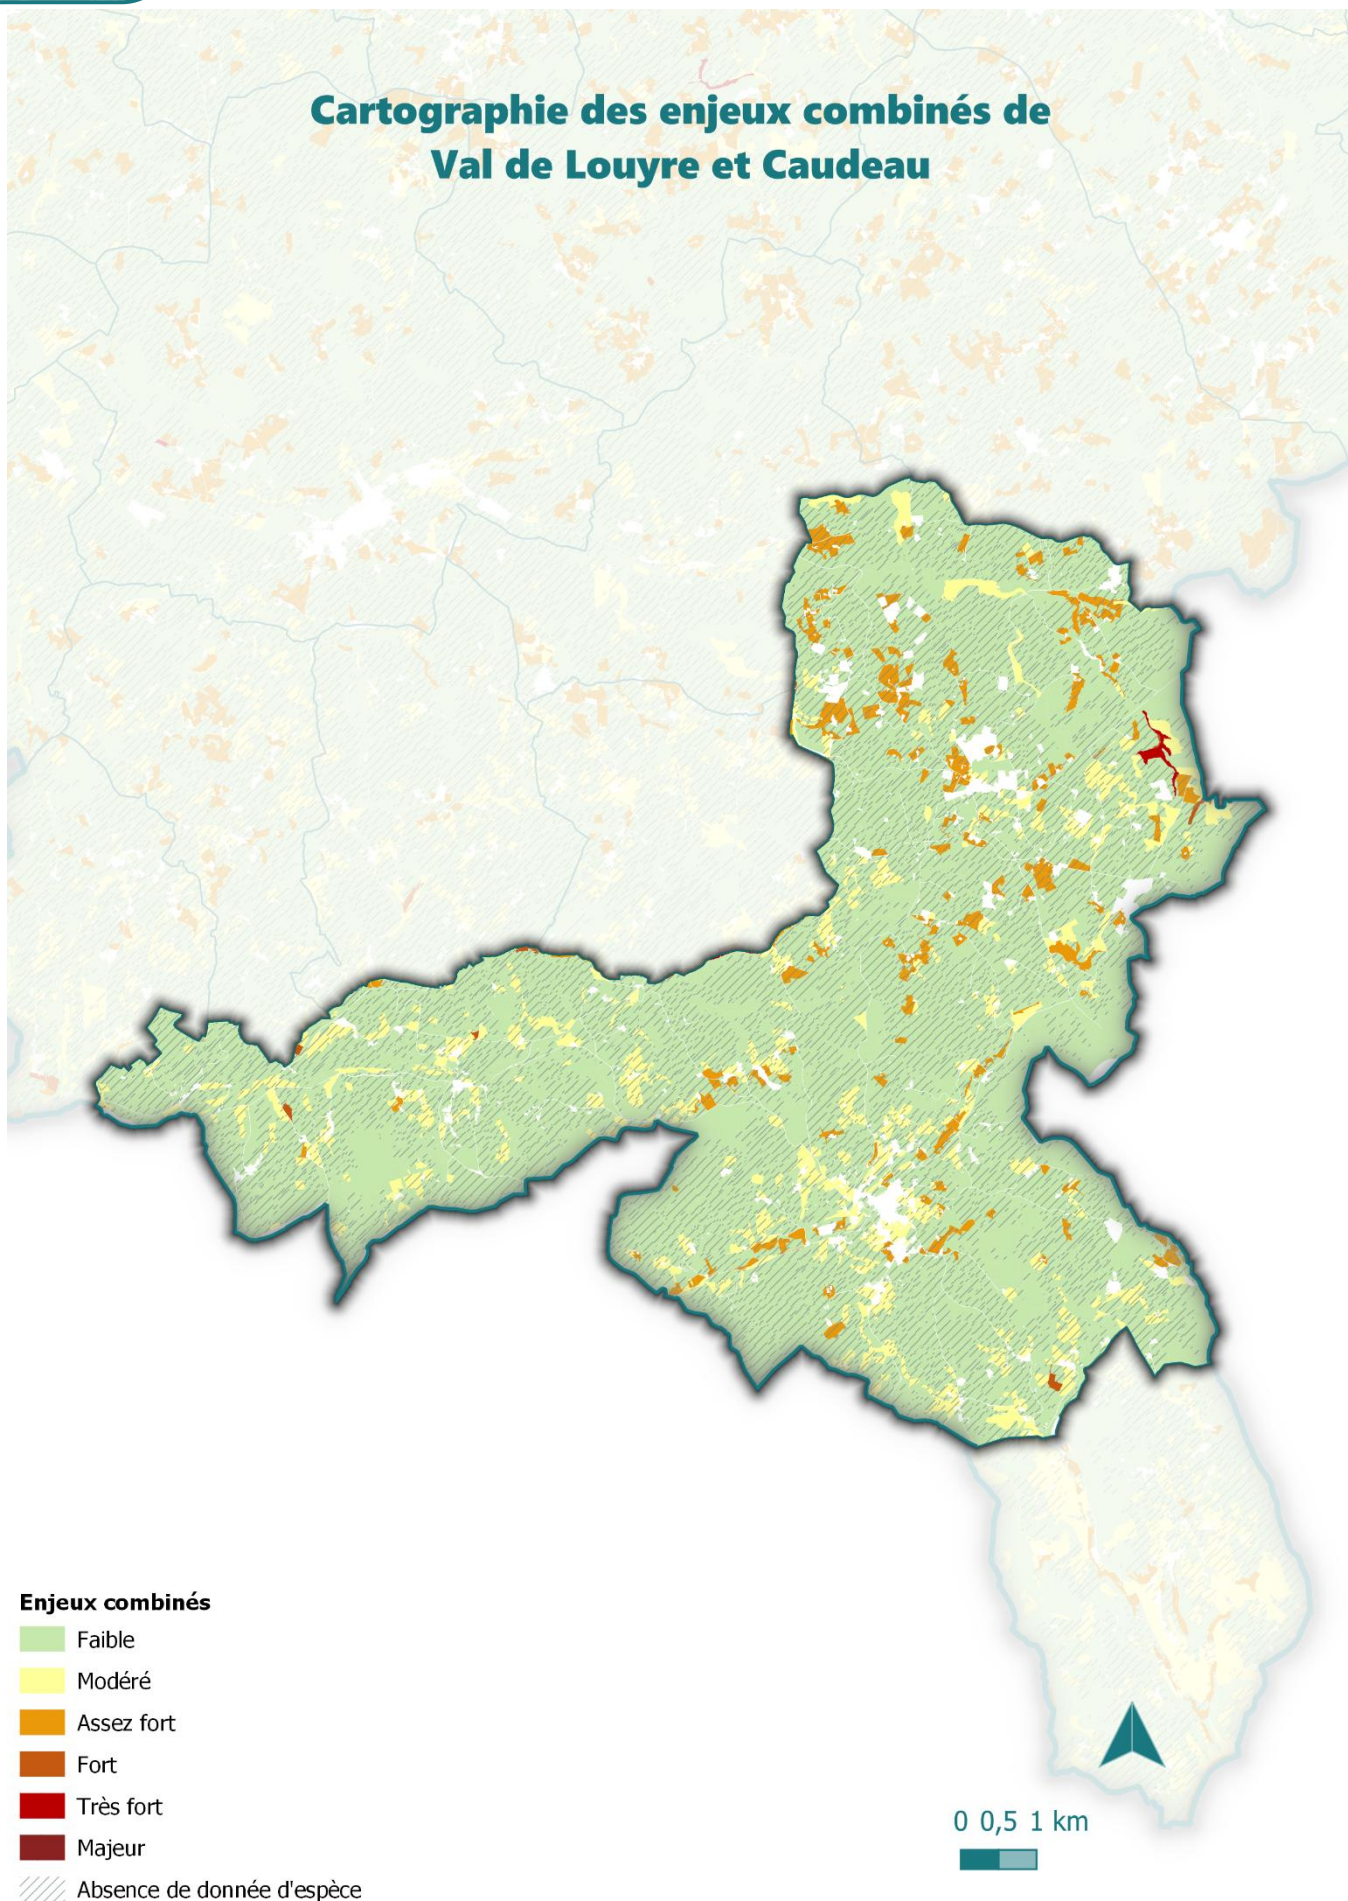 Cartographie des enjeux combinés de
Val de Louyre et Caudeau
Enjeux combinés
Faible
Modéré
Assez fort
Fort
Très fort
Majeur
Absence de donnée d'espèce
0 0,5 1 km